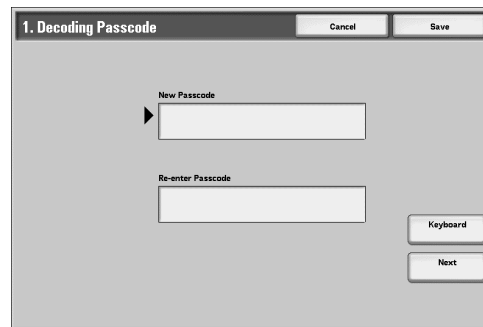 1. Decoding Passcode
Cancel
Save
New Passcode
Re-enter Passcode
Keyboard
Next